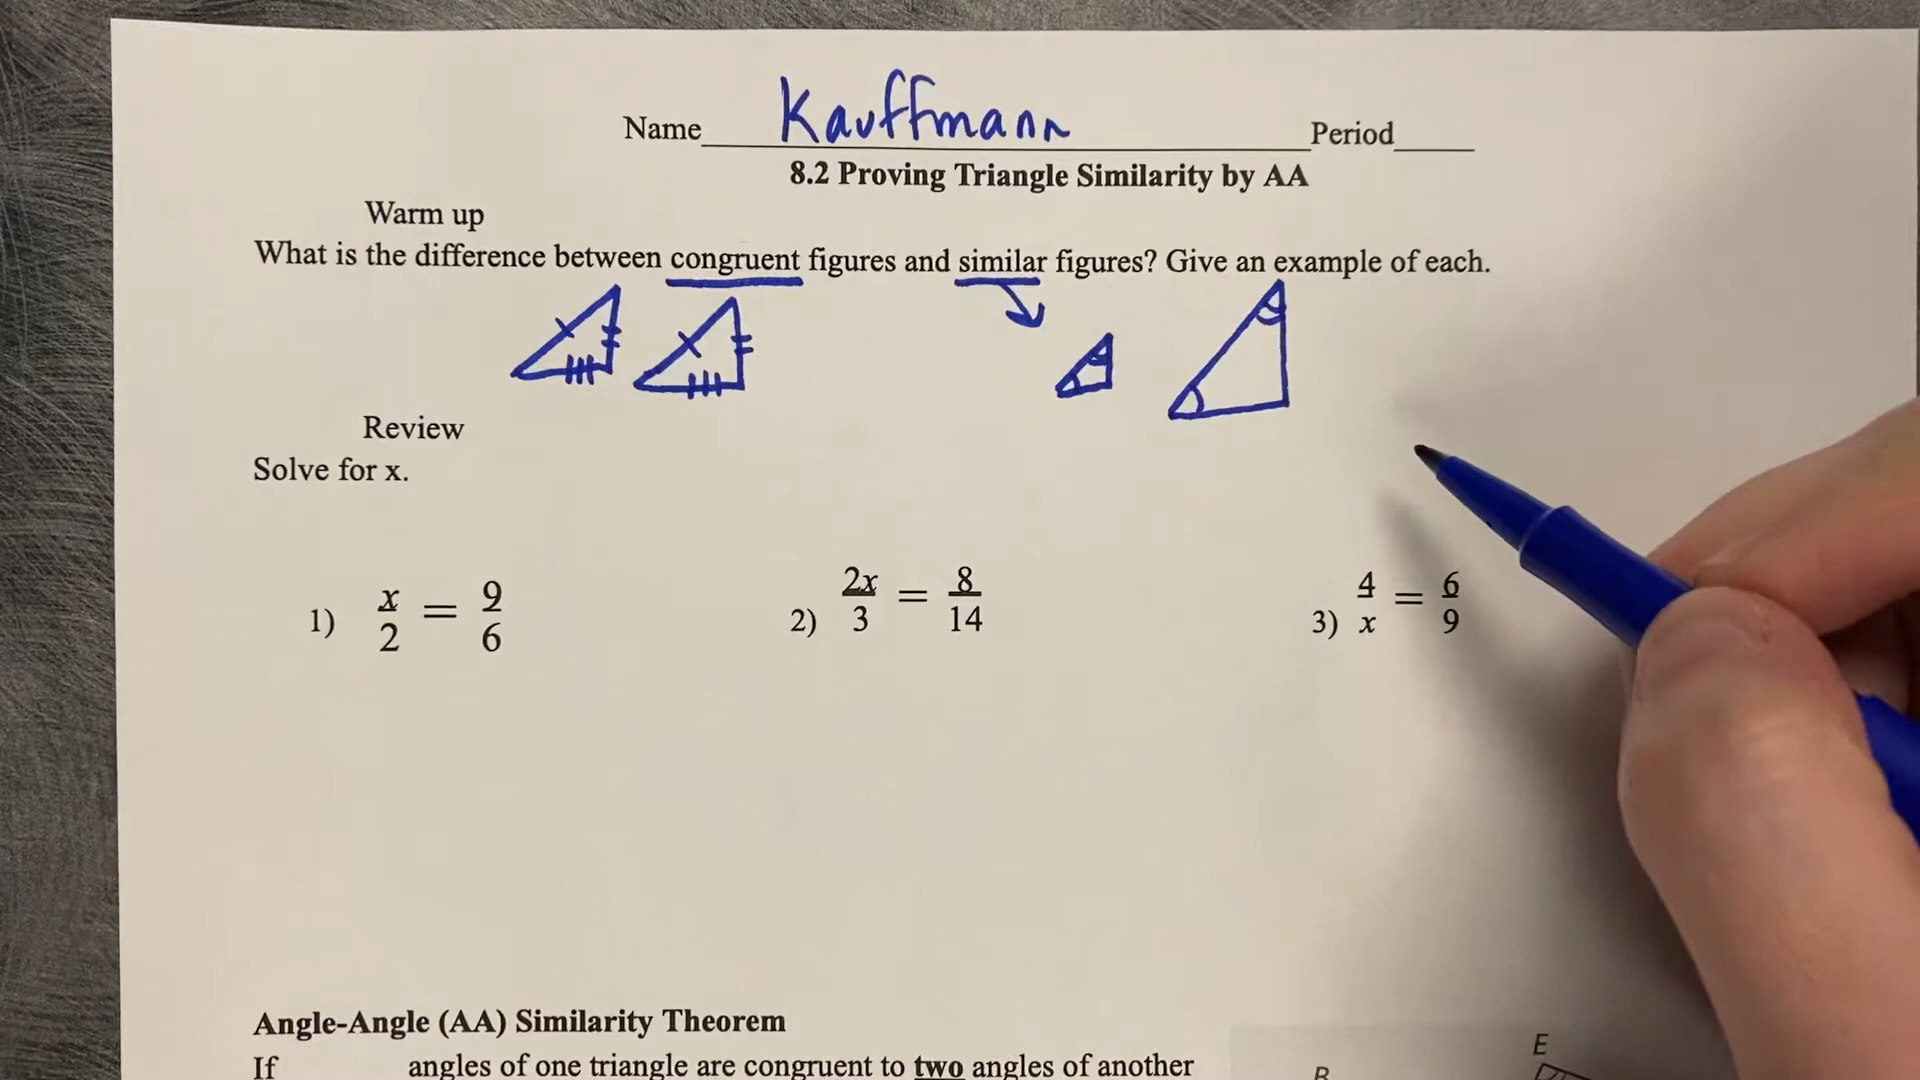 Name Kauffmann Period
8.2 Proving Triangle Similarity by AA
Warm up
What is the difference between congruent figures and similar figures? Give an example of each.
Review
Solve for x.
1) x/2 = 9/6
2) 2x/3 = 8/14
3) 4/x = 6/9
Angle-Angle (AA) Similarity Theorem
If angles of one triangle are congruent to two angles of another
E
B